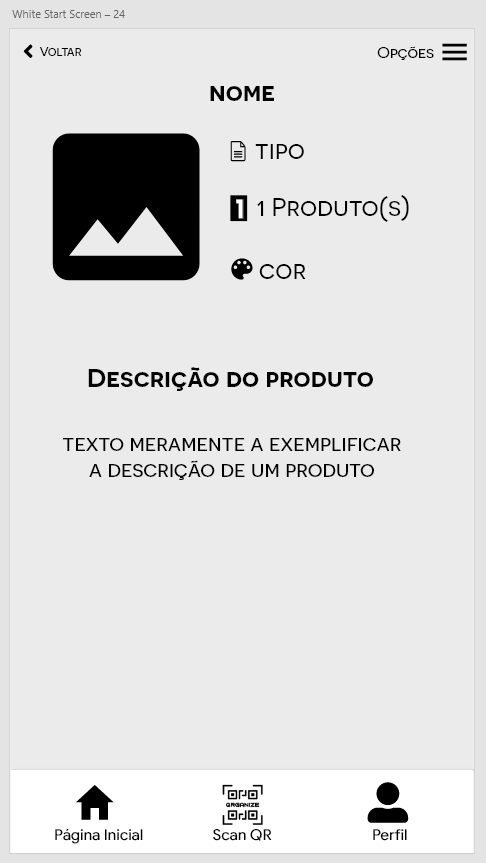 White Start Screen – 24
Voltar
Opções
NOME
TIPO
1 1 Produto(s)
COR
Descrição do produto
TEXTO MERAMENTE A EXEMPLIFICAR
A DESCRIÇÃO DE UM PRODUTO
ORGANIZE
Página Inicial
Scan QR
Perfil